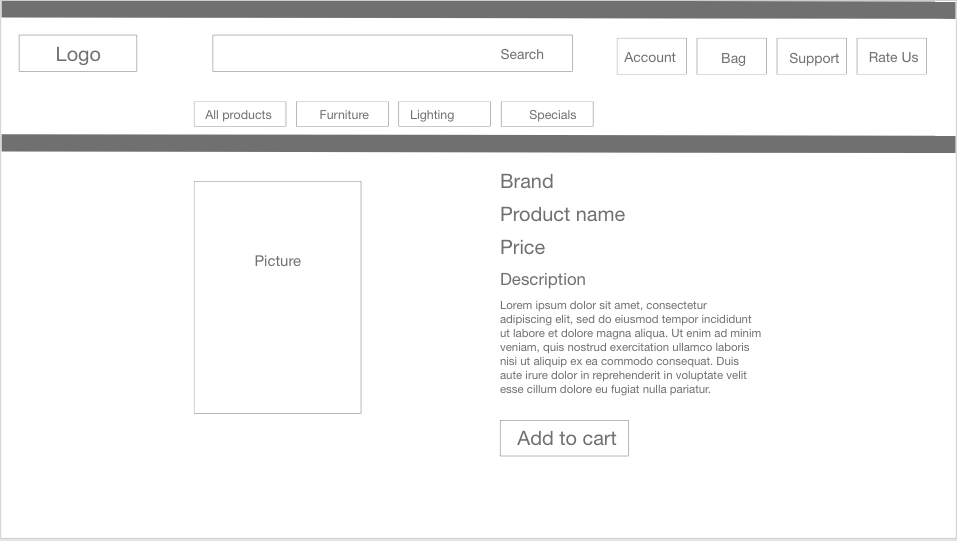 Logo
Search
Account
Bag
Support
Rate Us
All products
Furniture
Lighting
Specials
Picture
Brand
Product name
Price
Description
Lorem ipsum dolor sit amet, consectetur
adipiscing elit, sed do eiusmod tempor incididunt
ut labore et dolore magna aliqua. Ut enim ad minim
veniam, quis nostrud exercitation ullamco laboris
nisi ut aliquip ex ea commodo consequat. Duis
aute irure dolor in reprehenderit in voluptate velit
esse cillum dolore eu fugiat nulla pariatur.
Add to cart